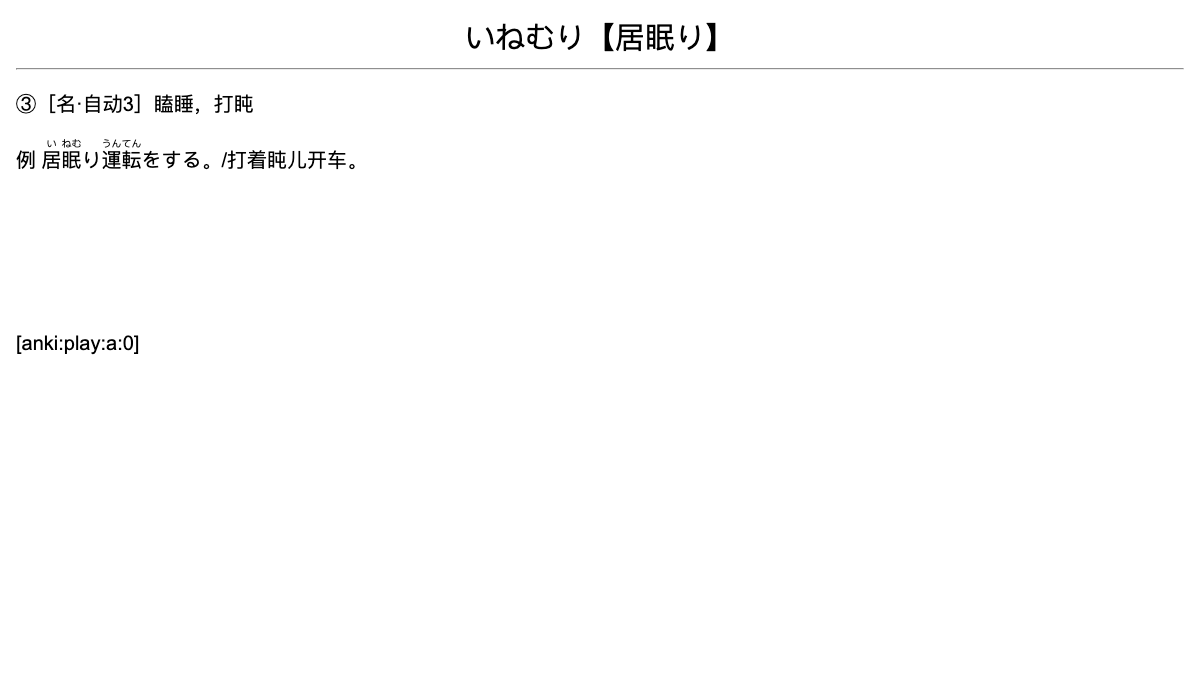 いねむり【居眠り】
③［名·自动3］瞌睡，打盹
例 居眠り運転をする。/打着盹儿开车。
い ねむ うんてん
[anki:play:a:0]